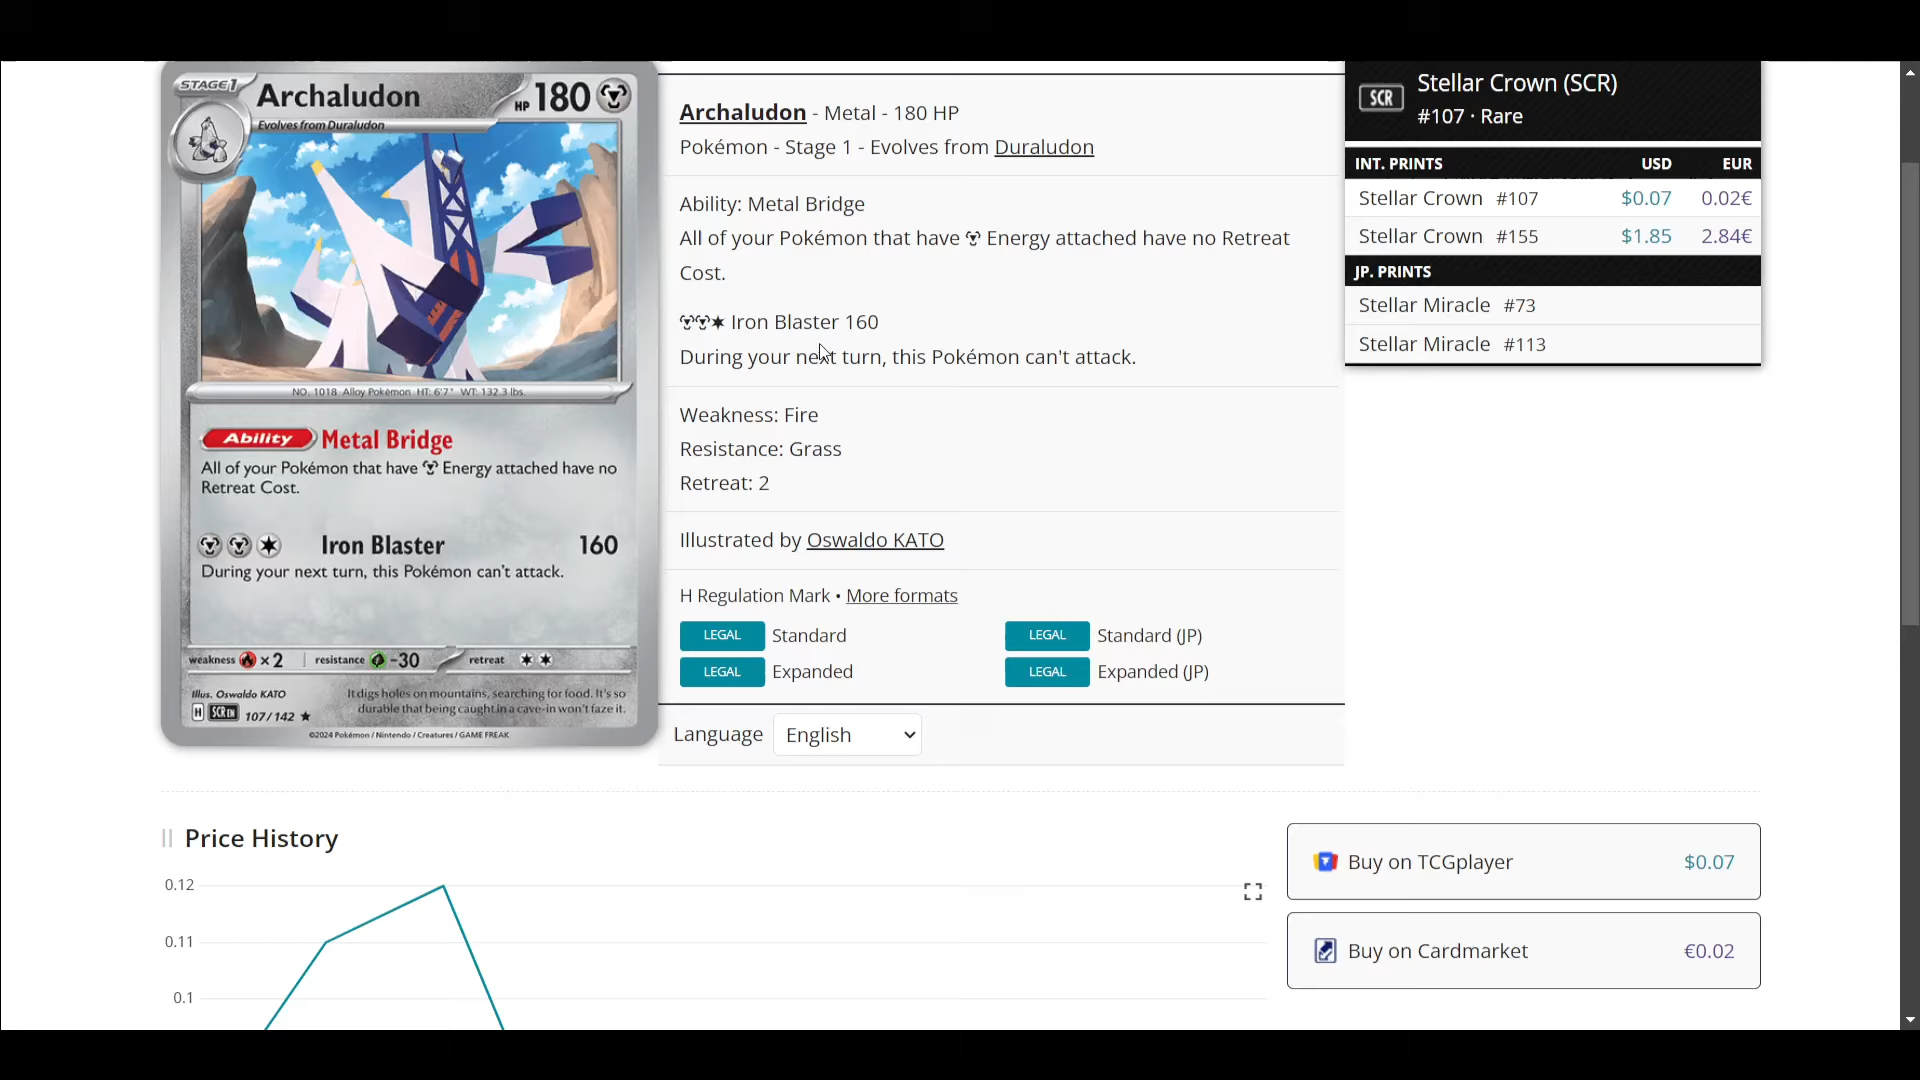 STAGE1
Archaludon
HP 180
Evolves from Duraludon
NO. 1018 Alloy Pokémon HT: 6'7" WT: 132.3 lbs.
Ability Metal Bridge
All of your Pokémon that have Energy attached have no
Retreat Cost.
Iron Blaster 160
During your next turn, this Pokémon can't attack.
weakness ×2 resistance -30 retreat
Illus. Oswaldo KATO
It digs holes on mountains, searching for food. It's so
durable that being caught in a cave-in won't faze it.
H SCR EN 107/142 ★
©2024 Pokémon / Nintendo / Creatures / GAME FREAK
Archaludon - Metal - 180 HP
Pokémon - Stage 1 - Evolves from Duraludon
Ability: Metal Bridge
All of your Pokémon that have Energy attached have no Retreat
Cost.
Iron Blaster 160
During your next turn, this Pokémon can't attack.
Weakness: Fire
Resistance: Grass
Retreat: 2
Illustrated by Oswaldo KATO
H Regulation Mark • More formats
LEGAL Standard
LEGAL Standard (JP)
LEGAL Expanded
LEGAL Expanded (JP)
Language English
SCR
Stellar Crown (SCR)
#107 · Rare
INT. PRINTS USD EUR
Stellar Crown #107 $0.07 0.02€
Stellar Crown #155 $1.85 2.84€
JP. PRINTS
Stellar Miracle #73
Stellar Miracle #113
Price History
0.12
0.11
0.1
Buy on TCGplayer $0.07
Buy on Cardmarket €0.02